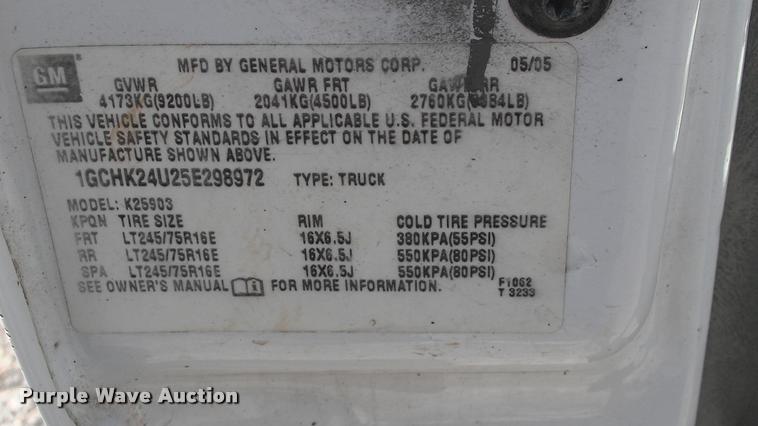 GM
MFD BY GENERAL MOTORS CORP. 05/05
GVWR GAWR FRT RR
4173KG(9200LB) 2041KG(4500LB) 2760KG(
THIS VEHICLE CONFORMS TO ALL APPLICABLE U.S. FEDERAL MOTOR
VEHICLE SAFETY STANDARDS IN EFFECT ON THE DATE OF
MANUFACTURE SHOWN ABOVE.
1GCHK24U25E298972 TYPE: TRUCK
MODEL: K25903
KPQN TIRE SIZE RIM COLD TIRE PRESSURE
FRT LT245/75R16E 16X6.5J 380KPA(55PSI)
RR LT245/75R16E 16X6.5J 550KPA(80PSI)
SPA LT245/75R16E 16X6.5J 550KPA(80PSI)
SEE OWNER'S MANUAL FOR MORE INFORMATION.
F1062
T 3233
Purple Wave Auction